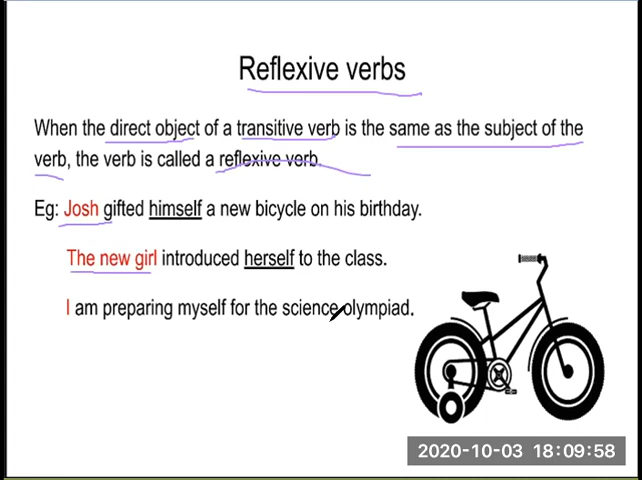 Reflexive verbs
When the direct object of a transitive verb is the same as the subject of the
verb, the verb is called a reflexive verb.
Eg: Josh gifted himself a new bicycle on his birthday.
The new girl introduced herself to the class.
I am preparing myself for the science olympiad.
2020-10-03 18:09:58